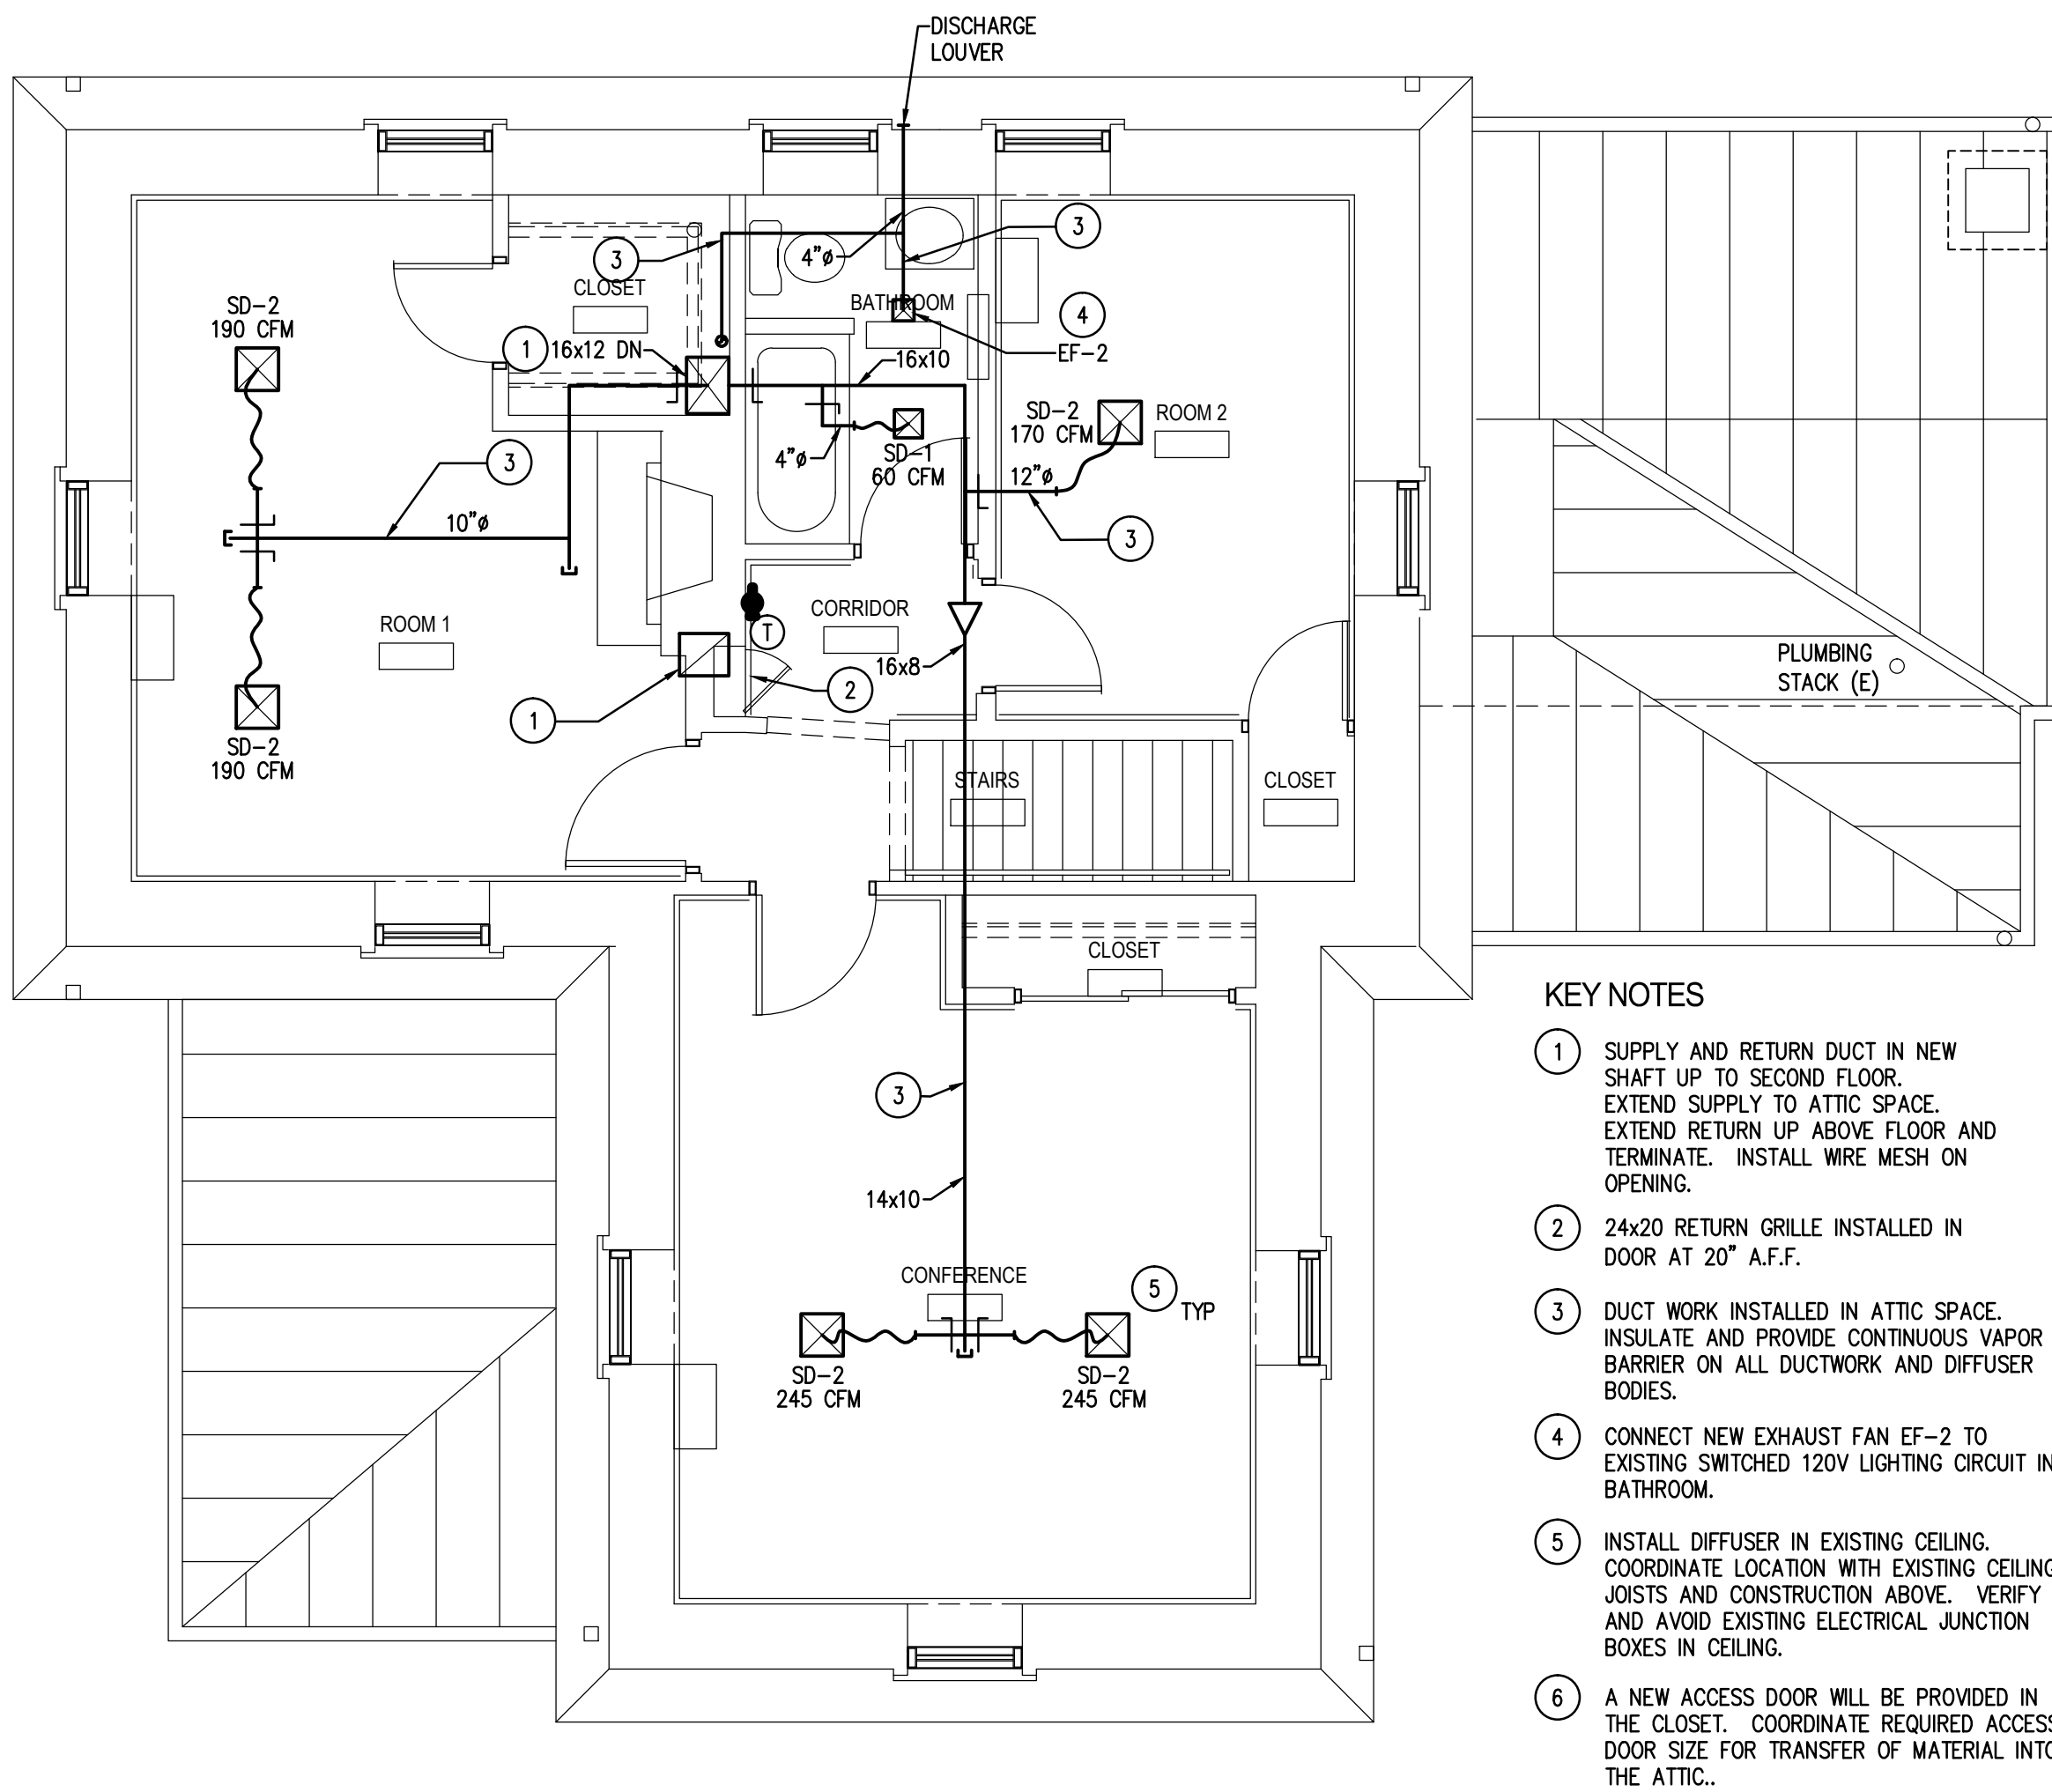 DISCHARGE
LOUVER
3
4"ø
3
CLOSET
BATHROOM
4
EF-2
SD-2
190 CFM
1
16x12 DN
16x10
SD-2
170 CFM
ROOM 2
SD-1
60 CFM
4"ø
12"ø
3
3
10"ø
ROOM 1
CORRIDOR
T
16x8
2
1
SD-2
190 CFM
PLUMBING
STACK (E)
STAIRS
CLOSET
CLOSET
3
14x10
CONFERENCE
5
TYP
SD-2
245 CFM
SD-2
245 CFM
KEY NOTES
1
SUPPLY AND RETURN DUCT IN NEW
SHAFT UP TO SECOND FLOOR.
EXTEND SUPPLY TO ATTIC SPACE.
EXTEND RETURN UP ABOVE FLOOR AND
TERMINATE. INSTALL WIRE MESH ON
OPENING.
2
24x20 RETURN GRILLE INSTALLED IN
DOOR AT 20" A.F.F.
3
DUCT WORK INSTALLED IN ATTIC SPACE.
INSULATE AND PROVIDE CONTINUOUS VAPOR
BARRIER ON ALL DUCTWORK AND DIFFUSER
BODIES.
4
CONNECT NEW EXHAUST FAN EF-2 TO
EXISTING SWITCHED 120V LIGHTING CIRCUIT IN
BATHROOM.
5
INSTALL DIFFUSER IN EXISTING CEILING.
COORDINATE LOCATION WITH EXISTING CEILING
JOISTS AND CONSTRUCTION ABOVE. VERIFY
AND AVOID EXISTING ELECTRICAL JUNCTION
BOXES IN CEILING.
6
A NEW ACCESS DOOR WILL BE PROVIDED IN
THE CLOSET. COORDINATE REQUIRED ACCESS
DOOR SIZE FOR TRANSFER OF MATERIAL INTO
THE ATTIC..